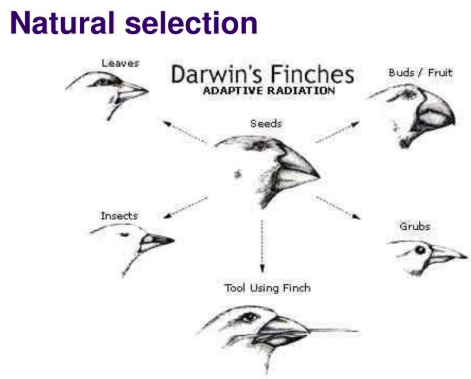 Natural selection
Leaves
Darwin's Finches
ADAPTIVE RADIATION
Buds / Fruit
Seeds
Insects
Grubs
Tool Using Finch